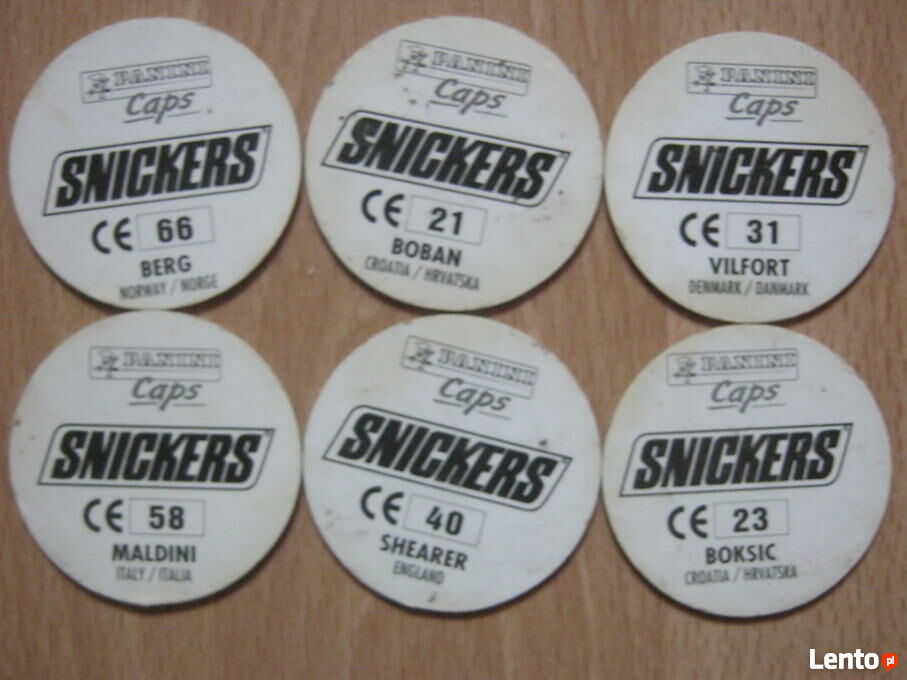 PANINI
Caps
SNICKERS
CE 66
BERG
NORWAY / NORGE
PANINI
Caps
SNICKERS
CE 21
BOBAN
CROATIA / HRVATSKA
PANINI
Caps
SNICKERS
CE 31
VILFORT
DENMARK / DANMARK
PANINI
Caps
SNICKERS
CE 58
MALDINI
ITALY / ITALIA
PANINI
Caps
SNICKERS
CE 40
SHEARER
ENGLAND
PANINI
Caps
SNICKERS
CE 23
BOKSIC
CROATIA / HRVATSKA
Lento pl